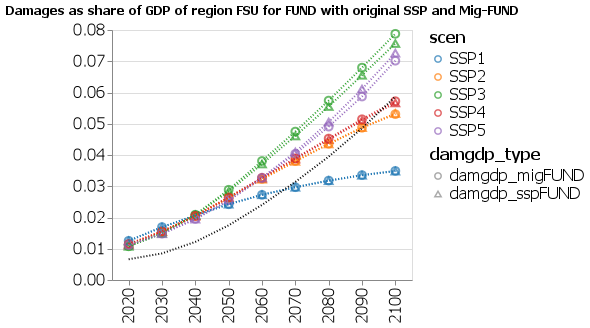 Damages as share of GDP of region FSU for FUND with original SSP and Mig-FUND
0.08
0.07
0.06
0.05
0.04
0.03
0.02
0.01
0.00
2020
2030
2040
2050
2060
2070
2080
2090
2100
scen
SSP1
SSP2
SSP3
SSP4
SSP5
damgdp_type
damgdp_migFUND
damgdp_sspFUND